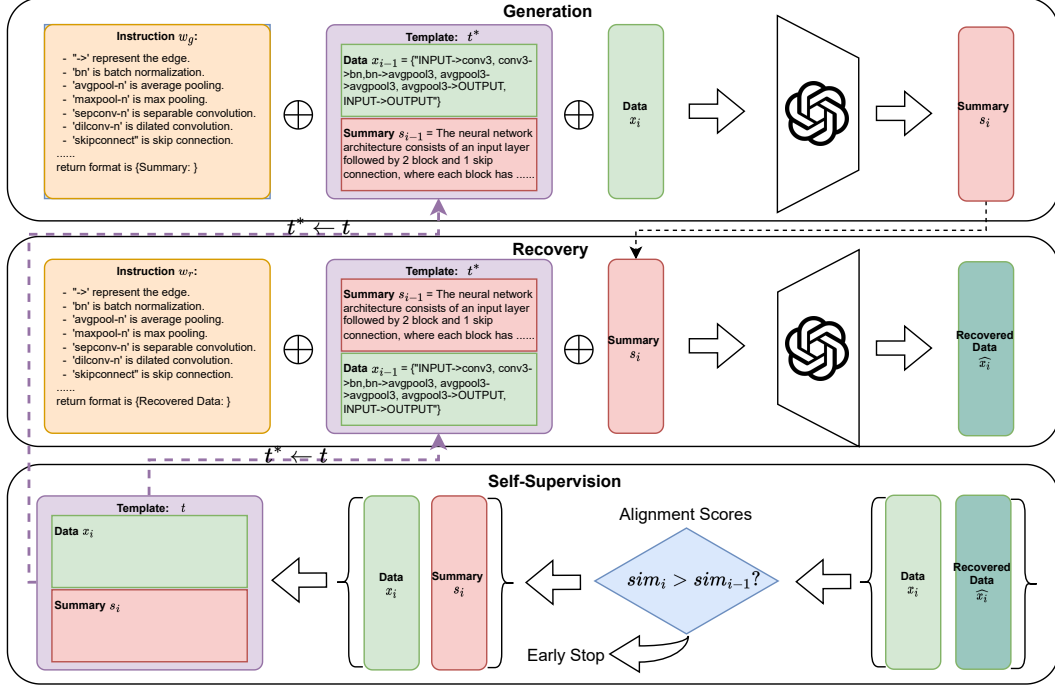 Generation
Instruction w_g:
- "->' represent the edge.
- 'bn' is batch normalization.
- 'avgpool-n' is average pooling.
- 'maxpool-n' is max pooling.
- 'sepconv-n' is separable convolution.
- 'dilconv-n' is dilated convolution.
- 'skipconnect" is skip connection.
......
return format is {Summary: }
Template: t*
Data x_{i-1} = {"INPUT->conv3, conv3-
>bn,bn->avgpool3, avgpool3-
>avgpool3, avgpool3->OUTPUT,
INPUT->OUTPUT"}
Summary s_{i-1} = The neural network
architecture consists of an input layer
followed by 2 block and 1 skip
connection, where each block has ......
Data
x_i
Summary
s_i
t* ← t
Recovery
Instruction w_r:
- "->' represent the edge.
- 'bn' is batch normalization.
- 'avgpool-n' is average pooling.
- 'maxpool-n' is max pooling.
- 'sepconv-n' is separable convolution.
- 'dilconv-n' is dilated convolution.
- 'skipconnect" is skip connection.
......
return format is {Recovered Data: }
Template: t*
Summary s_{i-1} = The neural network
architecture consists of an input layer
followed by 2 block and 1 skip
connection, where each block has ......
Data x_{i-1} = {"INPUT->conv3, conv3-
>bn,bn->avgpool3, avgpool3-
>avgpool3, avgpool3->OUTPUT,
INPUT->OUTPUT"}
Summary
s_i
Recovered
Data
\widehat{x_i}
t* ← t
Self-Supervision
Template: t
Data x_i
Summary s_i
Data
x_i
Summary
s_i
Alignment Scores
sim_i > sim_{i-1}?
Early Stop
Data
x_i
Recovered
Data
\widehat{x_i}